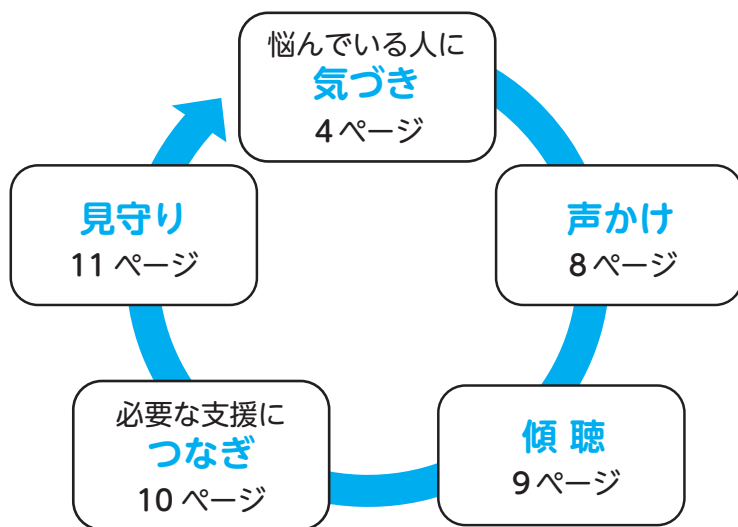 悩んでいる人に
気づき
4ページ
声かけ
8ページ
傾聴
9ページ
必要な支援に
つなぎ
10ページ
見守り
11ページ